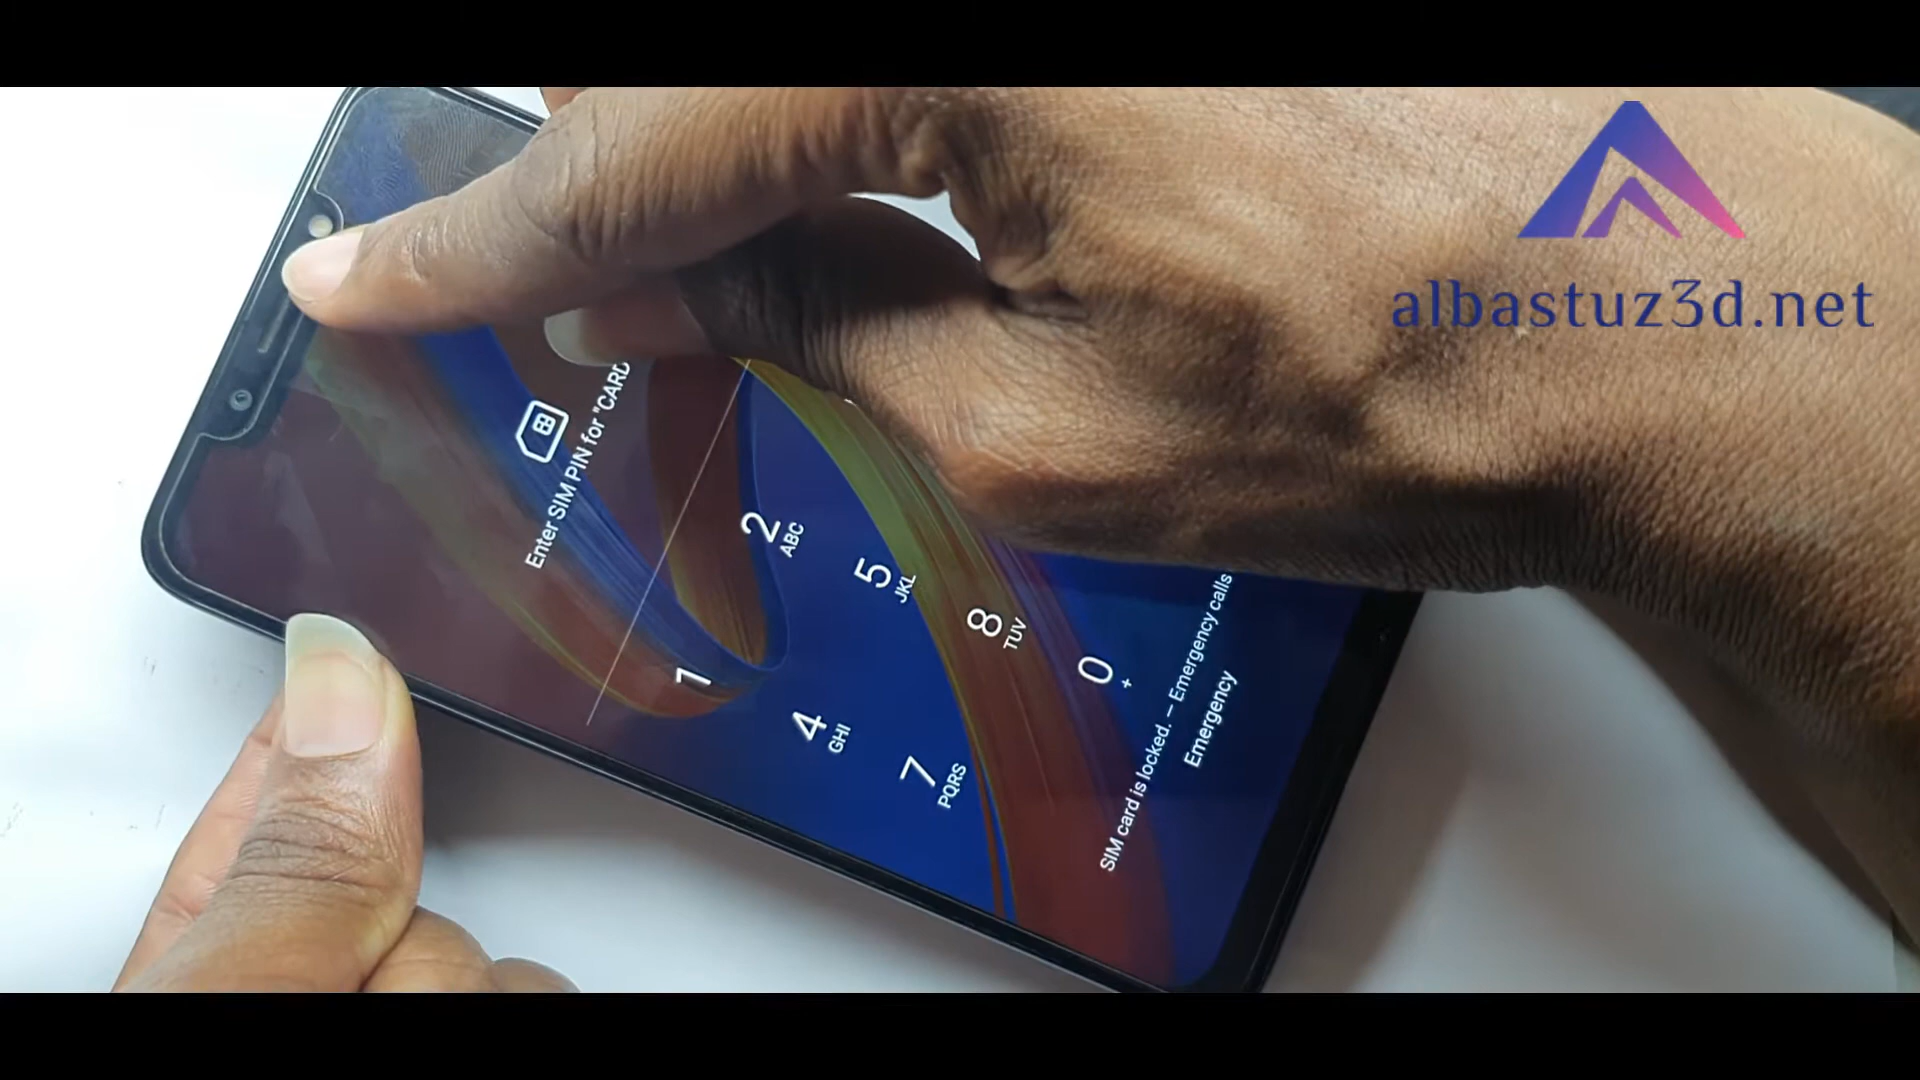 albastuz3d.net
Enter SIM PIN for "CARD
1
2 ABC
4 GHI
5 JKL
7 PQRS
8 TUV
0 +
SIM card is locked. – Emergency calls
Emergency